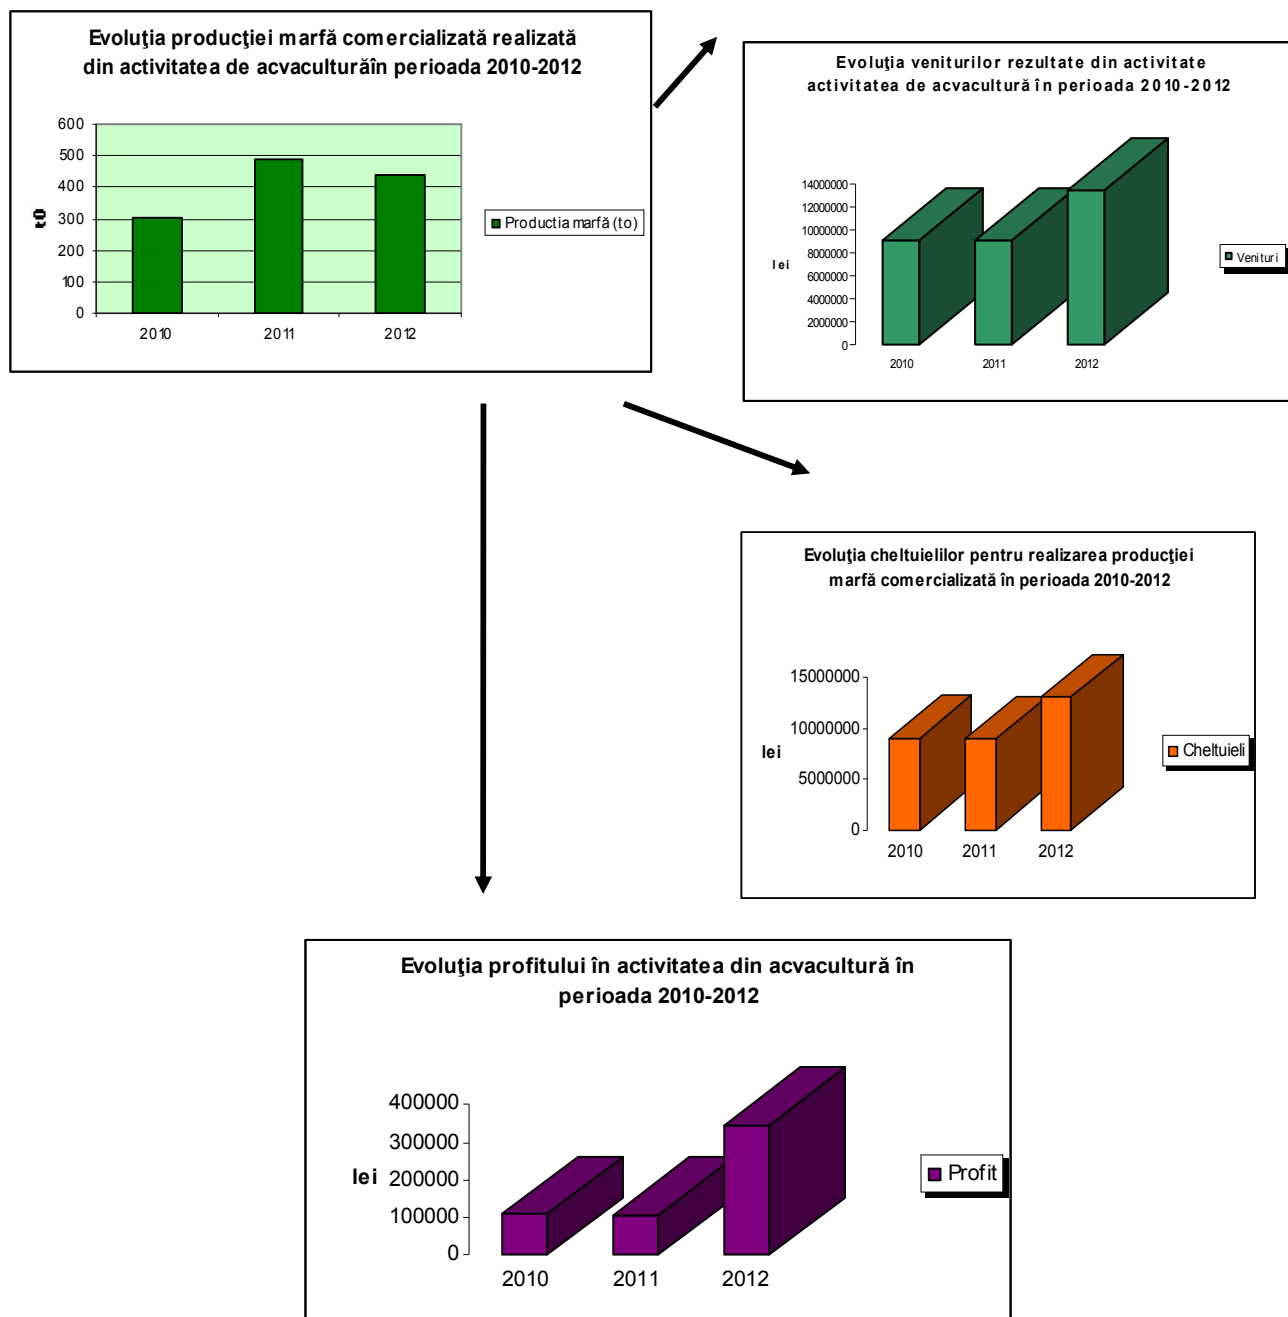 Evoluţia producţiei marfă comercializată realizată
din activitatea de acvaculturăîn perioada 2010-2012
600
500
400
300
200
100
0
to
2010
2011
2012
Productia marfă (to)
Evoluţia veniturilor rezultate din activitate
activitatea de acvacultură în perioada 2010-2012
14000000
12000000
10000000
8000000
6000000
4000000
2000000
0
lei
2010
2011
2012
Venituri
Evoluţia cheltuielilor pentru realizarea producţiei
marfă comercializată în perioada 2010-2012
15000000
10000000
5000000
0
lei
2010
2011
2012
Cheltuieli
Evoluţia profitului în activitatea din acvacultură în
perioada 2010-2012
400000
300000
200000
100000
0
lei
2010
2011
2012
Profit